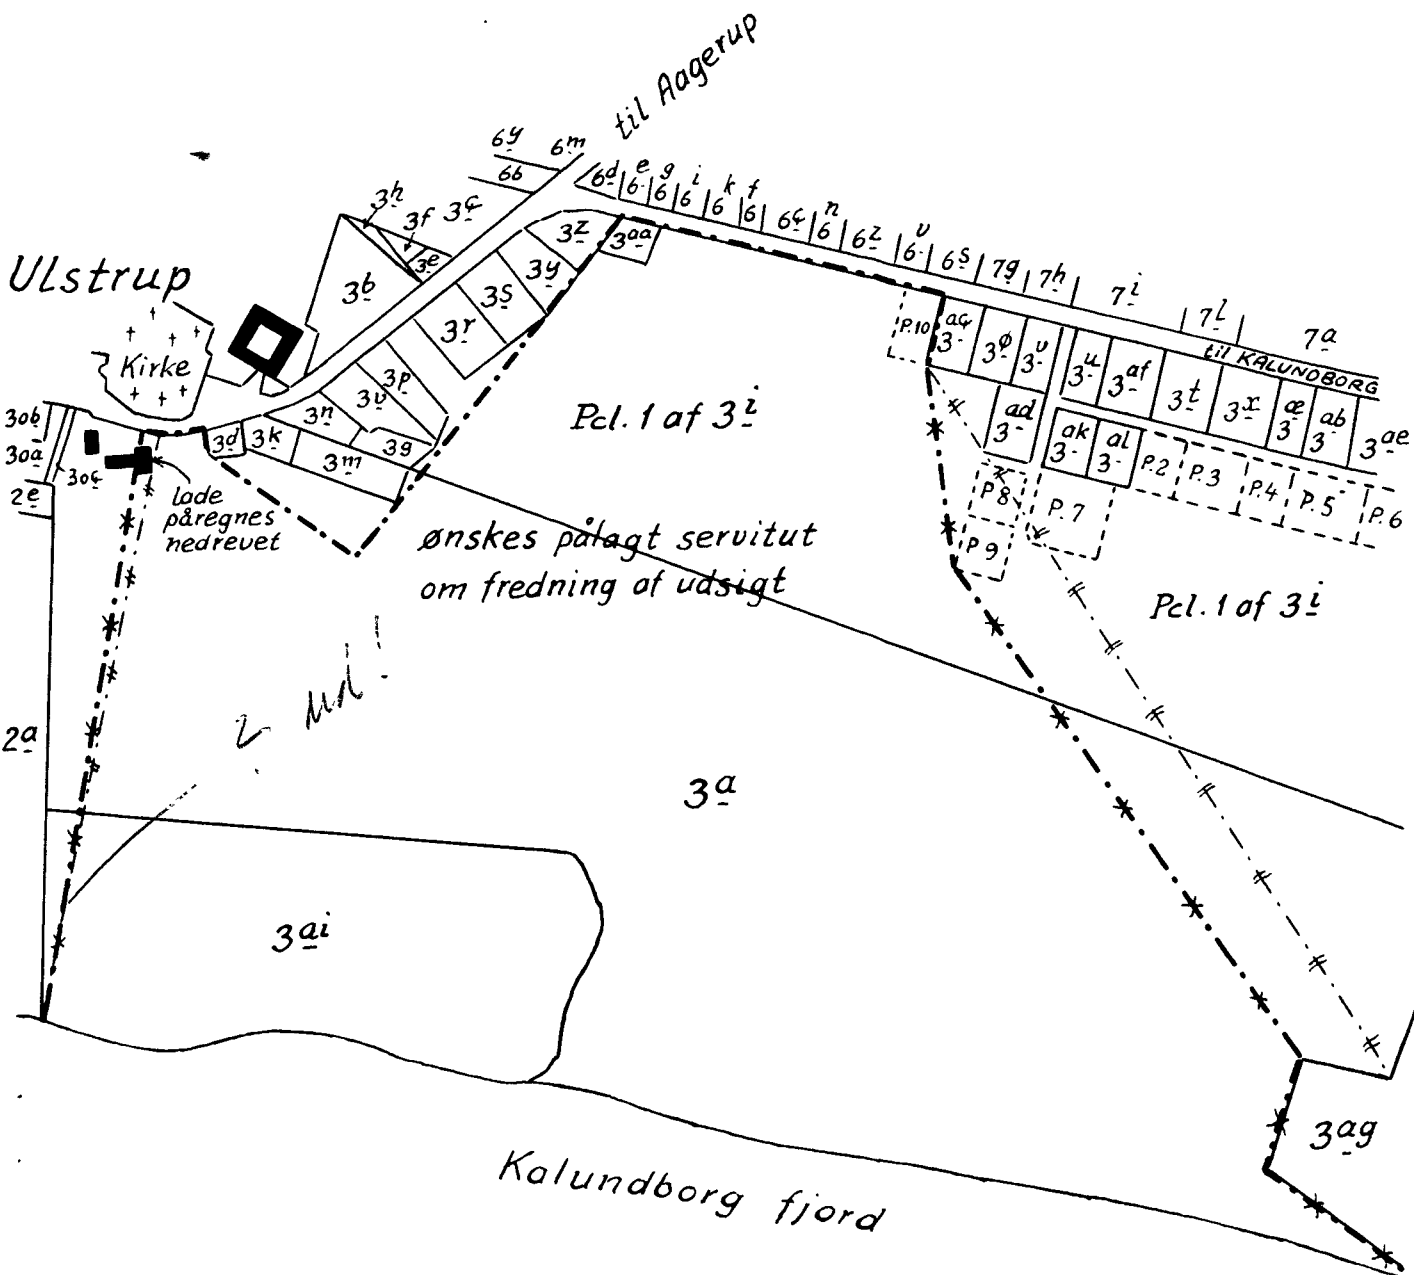 til Aagerup
6y 6m
6b
6d 6e 6g 6i 6k 6f 6ç 6n 6z 6v 6s 7g 7h 7i 7l 7a
3h
3f 3ç
3e
3b
3z 3aa
3y
3s
3r
Ulstrup
Kirke
til KALUNDBORG
P.10 3aç 3ø 3v 3u 3af 3t 3x 3æ 3ab 3ae
3p
3v
3n
3d 3k
3m
3g
30b
30a
30ç
2e
lade
påregnes
nedrevet
Pcl. 1 af 3i
3ad
3ak 3al P.2 P.3 P.4 P.5 P.6
P.8 P.7
P 9
ønskes pålagt servitut
om fredning af udsigt
Pcl. 1 af 3i
2a
3a
3ai
3ag
Kalundborg fjord